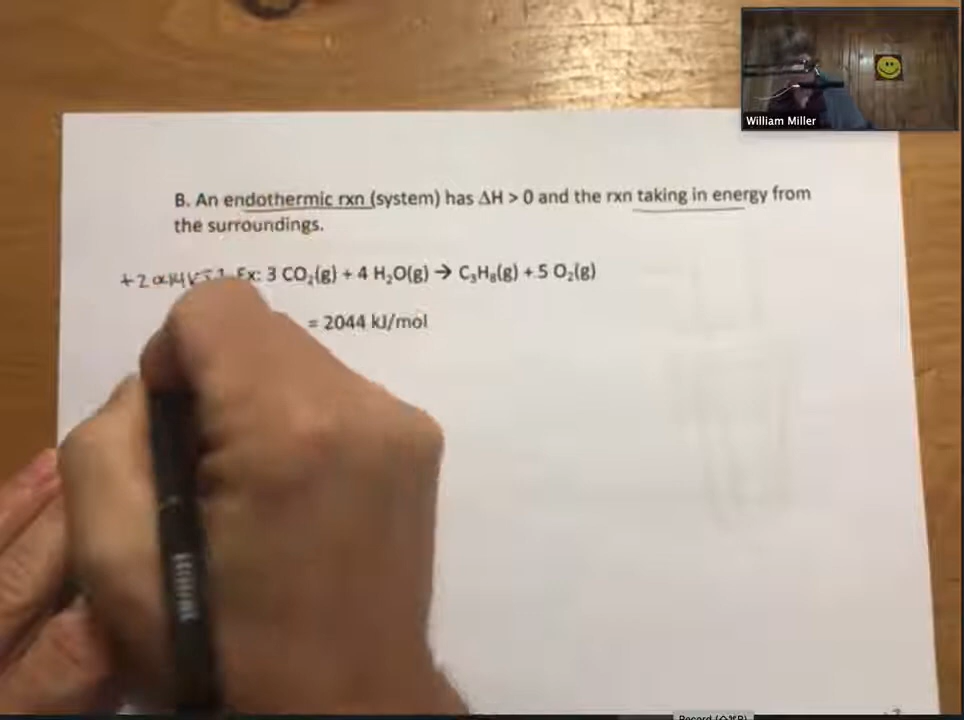 William Miller
B. An endothermic rxn (system) has ΔH > 0 and the rxn taking in energy from
the surroundings.
+2044 Ex: 3 CO₂(g) + 4 H₂O(g) → C₃H₈(g) + 5 O₂(g)
= 2044 kJ/mol